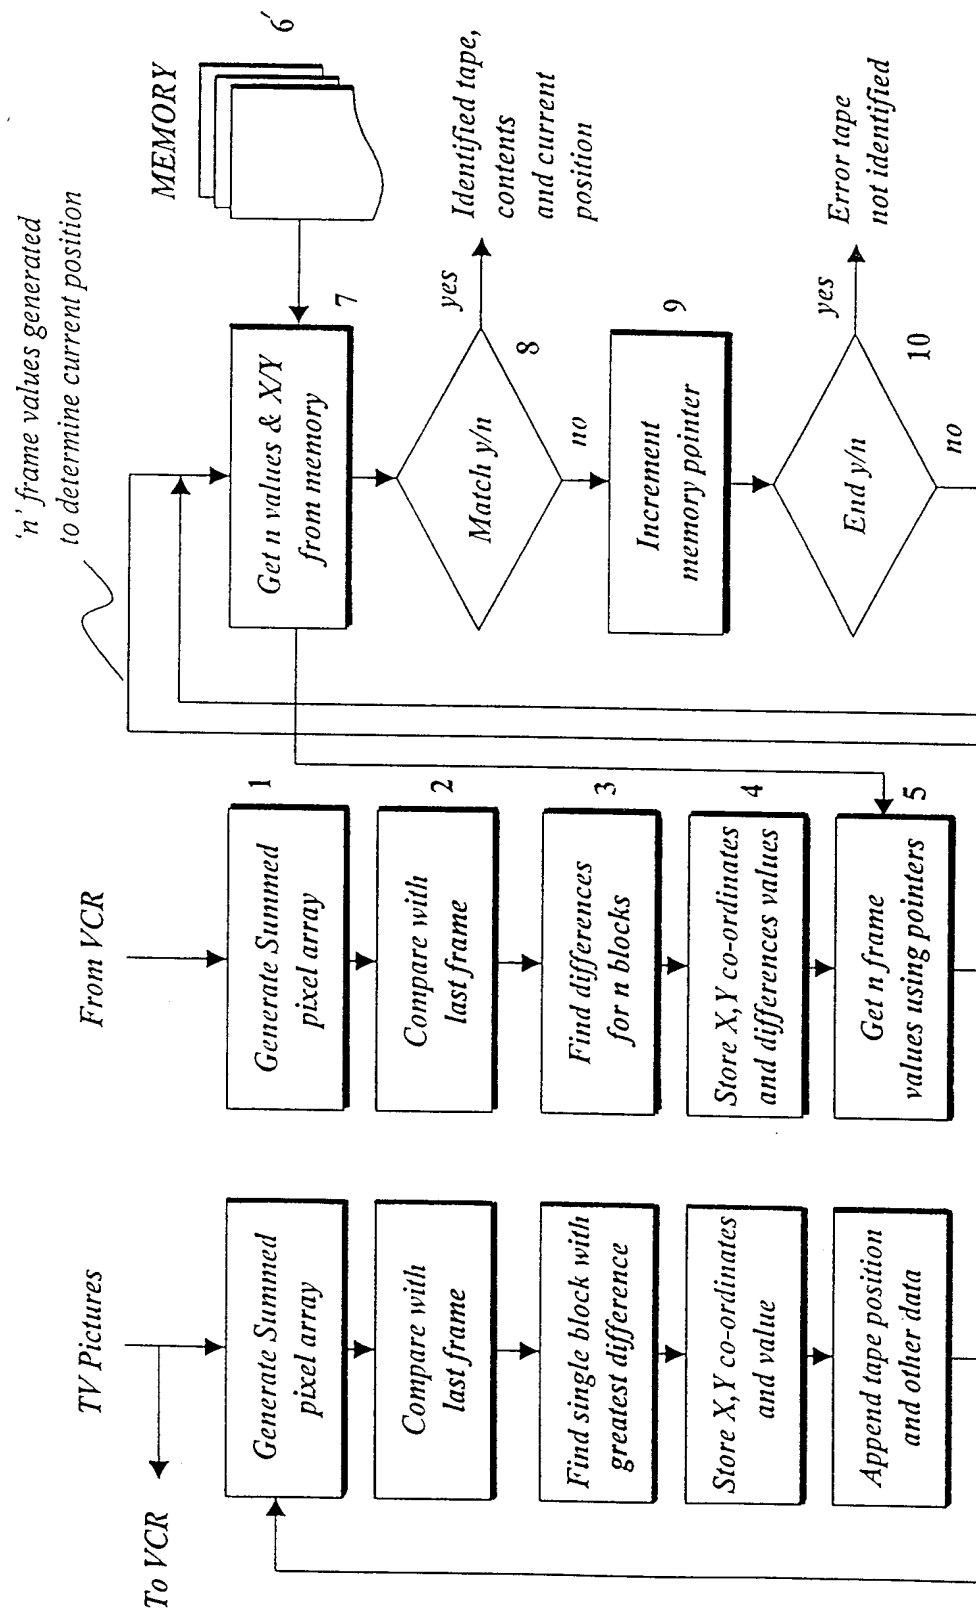 TV Pictures
To VCR
Generate Summed
pixel array
Compare with
last frame
Find single block with
greatest difference
Store X,Y co-ordinates
and value
Append tape position
and other data
From VCR
Generate Summed
pixel array
1
Compare with
last frame
2
Find differences
for n blocks
3
Store X,Y co-ordinates
and differences values
4
Get n frame
values using pointers
5
'n' frame values generated
to determine current position
MEMORY
6
Get n values & X/Y
from memory
7
Match y/n
8
yes
Identified tape,
contents
and current
position
no
Increment
memory pointer
9
End y/n
10
yes
Error tape
not identified
no